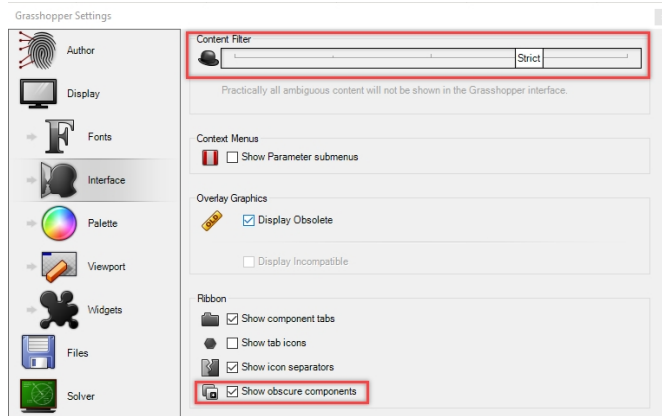 Grasshopper Settings
Author
Display
Fonts
Interface
Palette
Viewport
Widgets
Files
Solver
Content Filter
Strict
Practically all ambiguous content will not be shown in the Grasshopper interface.
Context Menus
Show Parameter submenus
Overlay Graphics
OLD
Display Obsolete
Display Incompatible
Ribbon
Show component tabs
Show tab icons
Show icon separators
Show obscure components